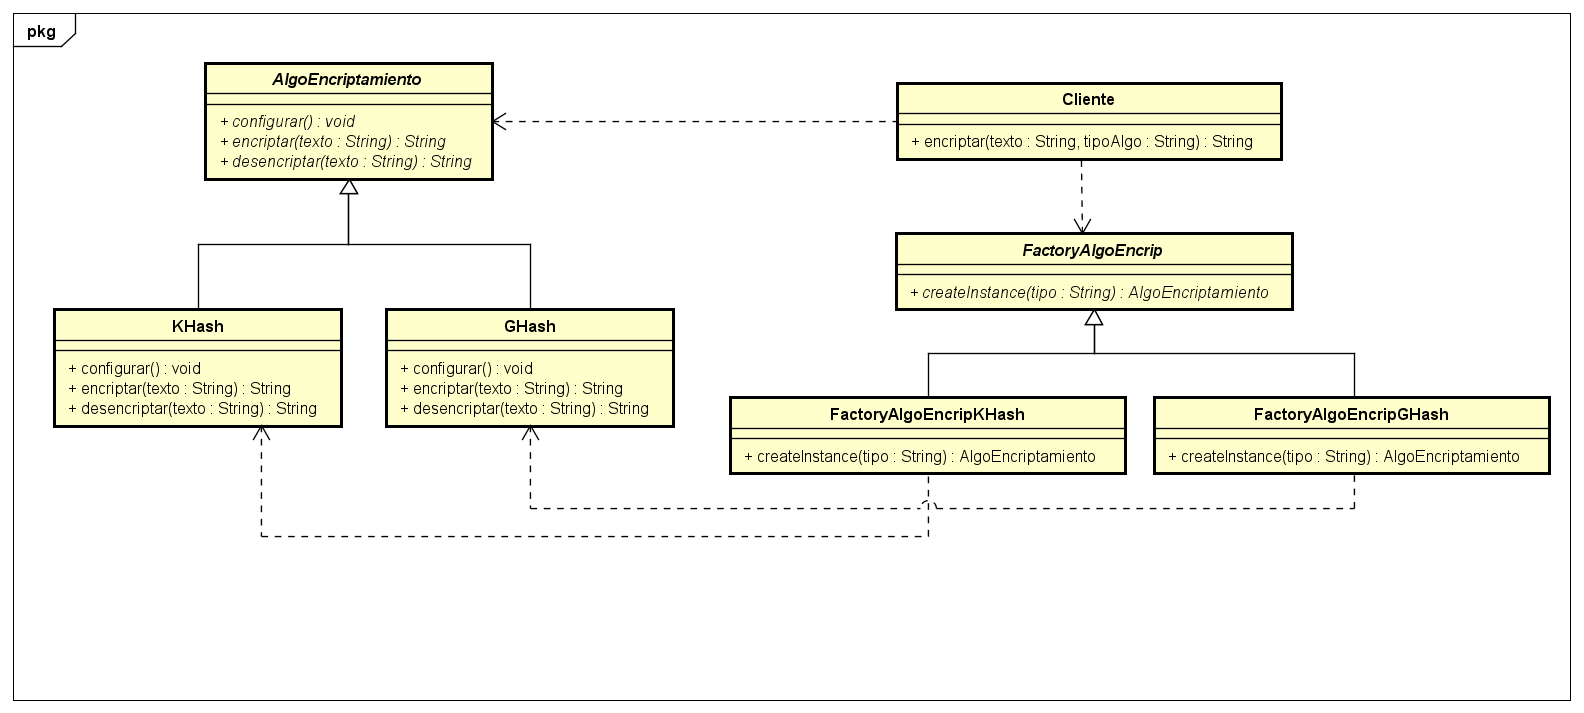 pkg
AlgoEncriptamiento
+ configurar() : void
+ encriptar(texto : String) : String
+ desencriptar(texto : String) : String
Cliente
+ encriptar(texto : String, tipoAlgo : String) : String
FactoryAlgoEncrip
+ createInstance(tipo : String) : AlgoEncriptamiento
KHash
+ configurar() : void
+ encriptar(texto : String) : String
+ desencriptar(texto : String) : String
GHash
+ configurar() : void
+ encriptar(texto : String) : String
+ desencriptar(texto : String) : String
FactoryAlgoEncripKHash
+ createInstance(tipo : String) : AlgoEncriptamiento
FactoryAlgoEncripGHash
+ createInstance(tipo : String) : AlgoEncriptamiento